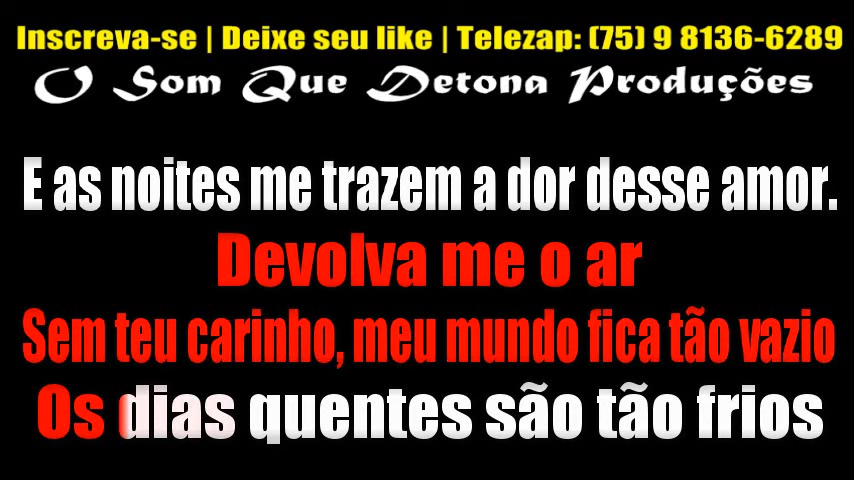 Inscreva-se | Deixe seu like | Telezap: (75) 9 8136-6289
O Som Que Detona Produções
E as noites me trazem a dor desse amor.
Devolva me o ar
Sem teu carinho, meu mundo fica tão vazio
Os dias quentes são tão frios